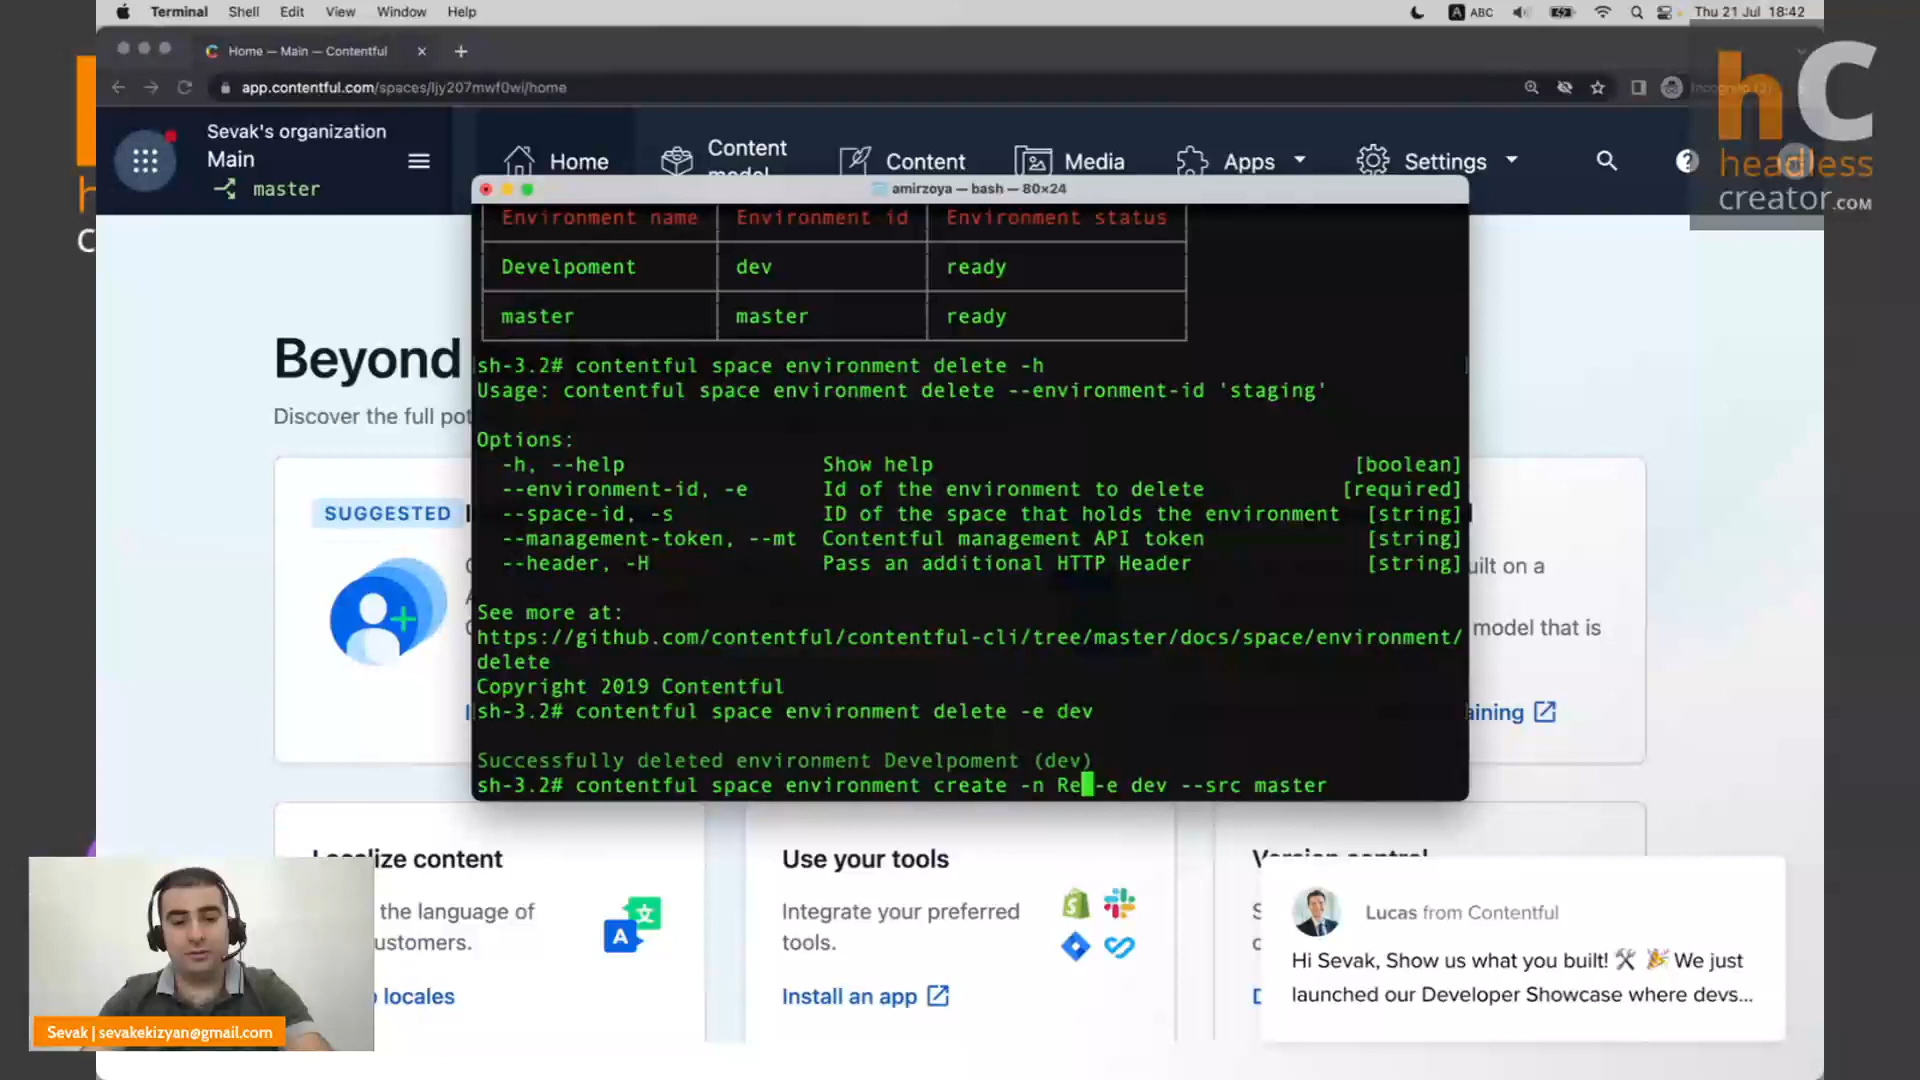 Terminal Shell Edit View Window Help
A ABC Thu 21 Jul 18:42
Home — Main — Contentful
app.contentful.com/spaces/ljy207mwf0wi/home
hC
headless
creator.com
Sevak's organization
Main
master
Home
Content
model
Content
Media
Apps
Settings
amirzoya — bash — 80×24
Environment name Environment id Environment status
Develpoment dev ready
master master ready
sh-3.2# contentful space environment delete -h
Usage: contentful space environment delete --environment-id 'staging'
Options:
-h, --help Show help [boolean]
--environment-id, -e Id of the environment to delete [required]
--space-id, -s ID of the space that holds the environment [string]
--management-token, --mt Contentful management API token [string]
--header, -H Pass an additional HTTP Header [string]
See more at:
https://github.com/contentful/contentful-cli/tree/master/docs/space/environment/
delete
Copyright 2019 Contentful
sh-3.2# contentful space environment delete -e dev
Successfully deleted environment Develpoment (dev)
sh-3.2# contentful space environment create -n Re -e dev --src master
Beyond
Discover the full pot
SUGGESTED
uilt on a
model that is
aining
Localize content
the language of
ustomers.
A
locales
Use your tools
Integrate your preferred
tools.
Install an app
Version control
Lucas from Contentful
Hi Sevak, Show us what you built! 🛠 🎉 We just
launched our Developer Showcase where devs...
Sevak | sevakekizyan@gmail.com